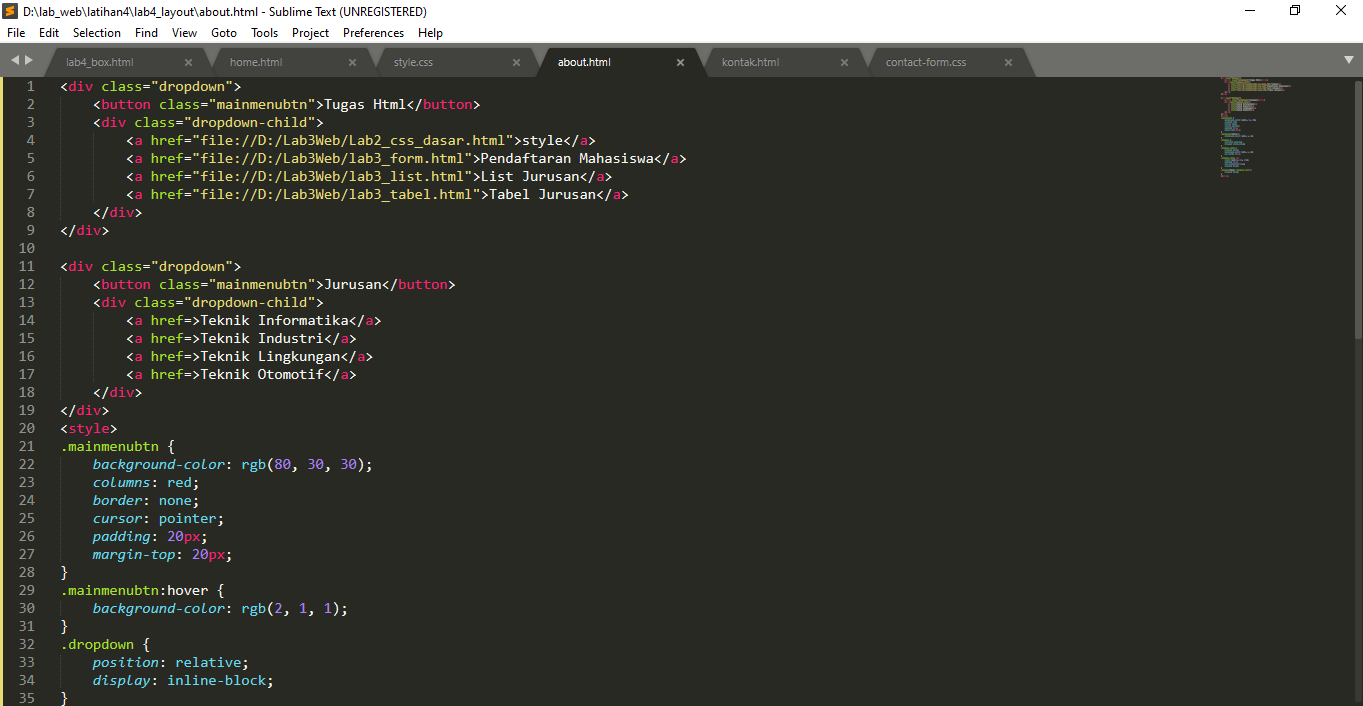 D:\lab_web\latihan4\lab4_layout\about.html - Sublime Text (UNREGISTERED)
File Edit Selection Find View Goto Tools Project Preferences Help
lab4_box.html home.html style.css about.html kontak.html contact-form.css
1 <div class="dropdown">
2     <button class="mainmenubtn">Tugas Html</button>
3     <div class="dropdown-child">
4         <a href="file://D:/Lab3Web/Lab2_css_dasar.html">style</a>
5         <a href="file://D:/Lab3Web/lab3_form.html">Pendaftaran Mahasiswa</a>
6         <a href="file://D:/Lab3Web/lab3_list.html">List Jurusan</a>
7         <a href="file://D:/Lab3Web/lab3_tabel.html">Tabel Jurusan</a>
8     </div>
9 </div>
10
11 <div class="dropdown">
12     <button class="mainmenubtn">Jurusan</button>
13     <div class="dropdown-child">
14         <a href=>Teknik Informatika</a>
15         <a href=>Teknik Industri</a>
16         <a href=>Teknik Lingkungan</a>
17         <a href=>Teknik Otomotif</a>
18     </div>
19 </div>
20 <style>
21 .mainmenubtn {
22     background-color: rgb(80, 30, 30);
23     columns: red;
24     border: none;
25     cursor: pointer;
26     padding: 20px;
27     margin-top: 20px;
28 }
29 .mainmenubtn:hover {
30     background-color: rgb(2, 1, 1);
31 }
32 .dropdown {
33     position: relative;
34     display: inline-block;
35 }